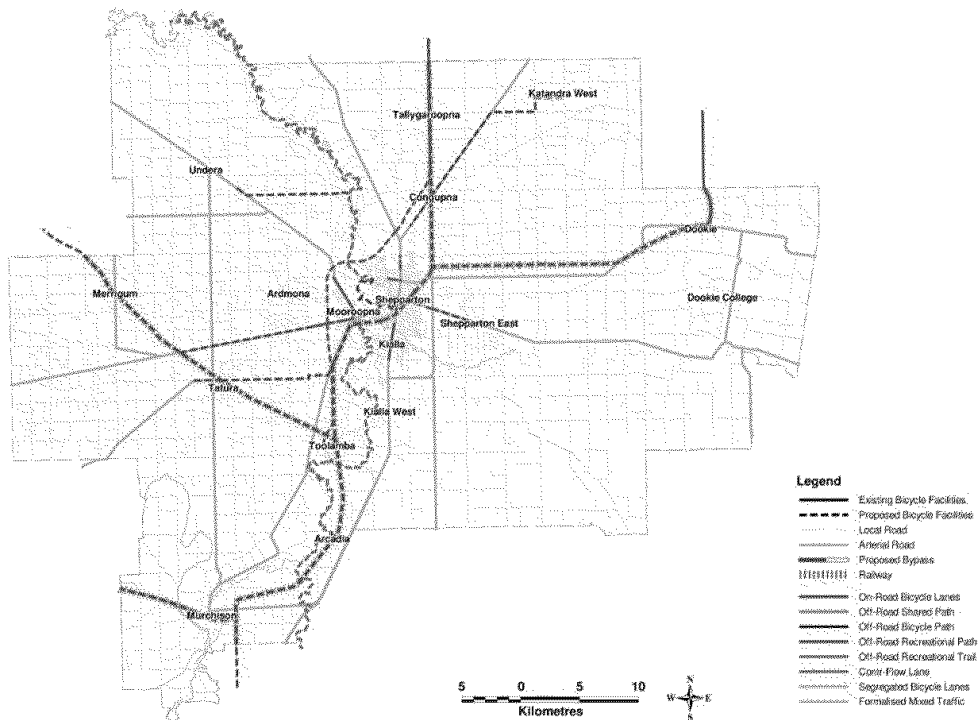 Katandra West
Tallygaroopna
Undera
Congupna
Dookie
Merrigum
Ardmona
Shepparton
Dookie College
Mooroopna
Shepparton East
Kialla
Tatura
Kialla West
Toolamba
Arcadia
Murchison
Legend
Existing Bicycle Facilities
Proposed Bicycle Facilities
Local Road
Arterial Road
Proposed Bypass
Railway
On-Road Bicycle Lanes
Off-Road Shared Path
Off-Road Bicycle Path
Off-Road Recreational Path
Off-Road Recreational Trail
Contr-Flow Lane
Segregated Bicycle Lanes
Formalised Mixed Traffic
5 0 5 10
Kilometres
N
W E
S